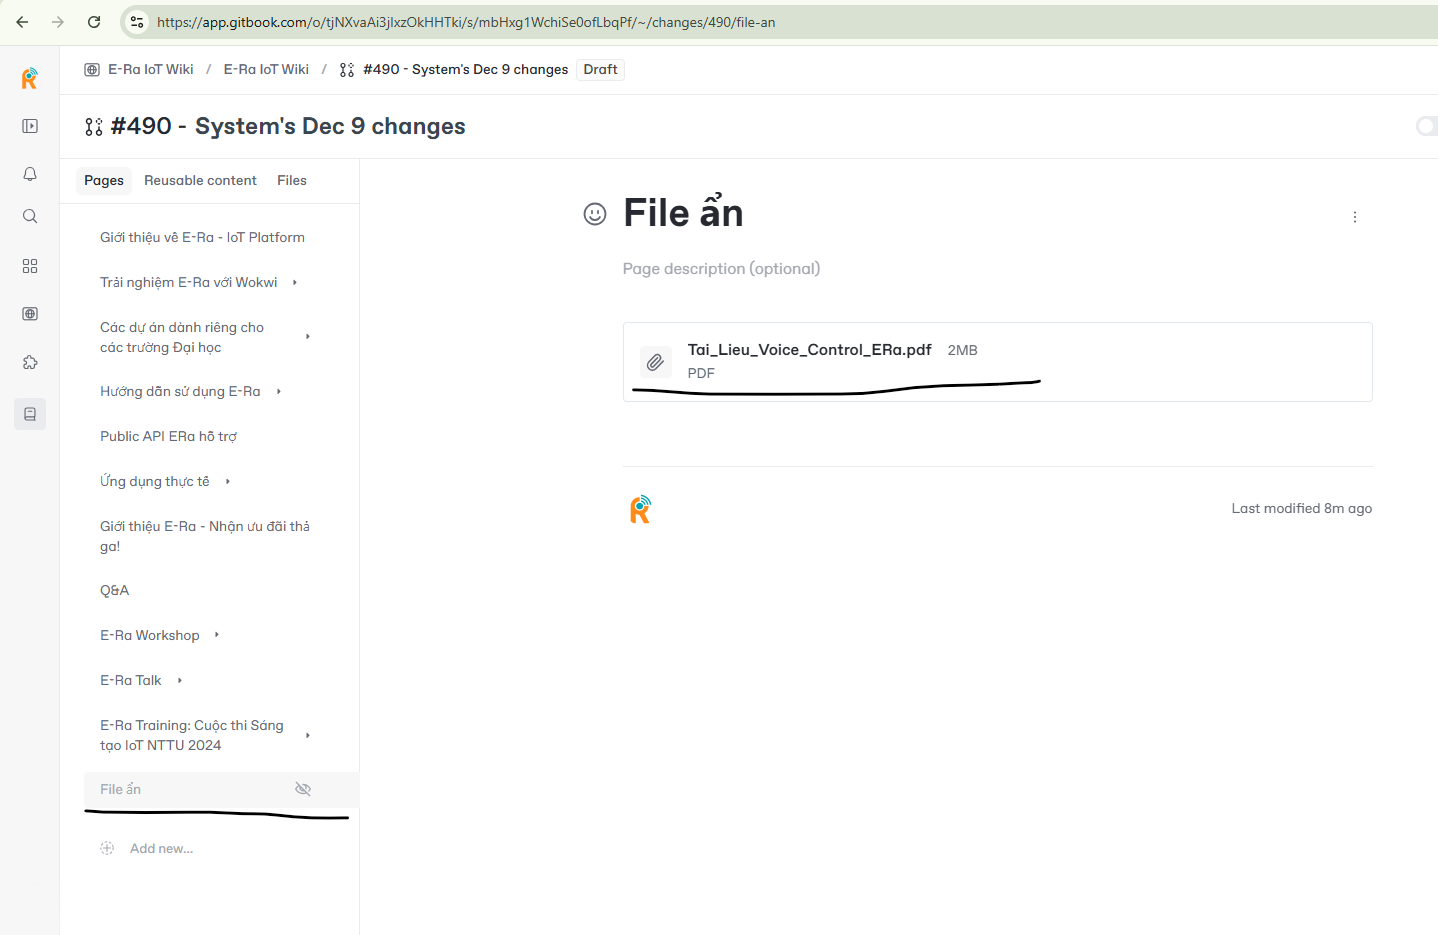 https://app.gitbook.com/o/tjNXvaAi3jlxzOkHHTki/s/mbHxg1WchiSe0ofLbqPf/~/changes/490/file-an
E-Ra IoT Wiki / E-Ra IoT Wiki / #490 - System's Dec 9 changes Draft
#490 - System's Dec 9 changes
Pages Reusable content Files
Giới thiệu về E-Ra - IoT Platform
Trải nghiệm E-Ra với Wokwi
Các dự án dành riêng cho
các trường Đại học
Hướng dẫn sử dụng E-Ra
Public API ERa hỗ trợ
Ứng dụng thực tế
Giới thiệu E-Ra - Nhận ưu đãi thả
ga!
Q&A
E-Ra Workshop
E-Ra Talk
E-Ra Training: Cuộc thi Sáng
tạo IoT NTTU 2024
File ẩn
Add new...
File ẩn
Page description (optional)
Tai_Lieu_Voice_Control_ERa.pdf 2MB
PDF
Last modified 8m ago